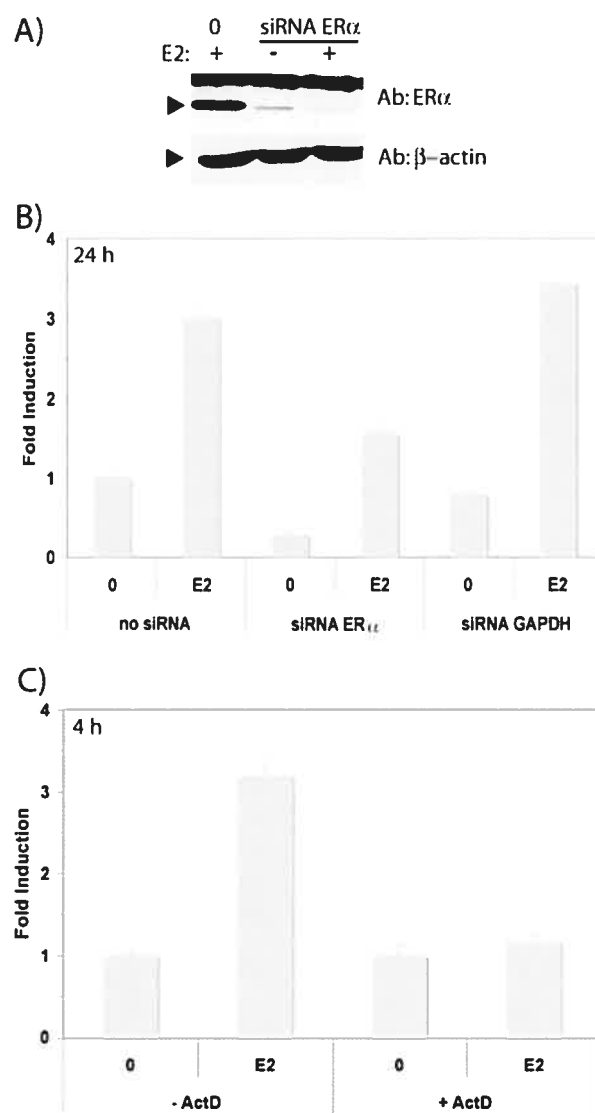 A)
0 siRNA ERα
E2: + - +
Ab: ERα
Ab: β-actin
B)
24 h
Fold Induction
4
3
2
1
0
0 E2 0 E2 0 E2
no siRNA siRNA ERα siRNA GAPDH
C)
4 h
Fold Induction
4
3
2
1
0
0 E2 0 E2
- ActD + ActD